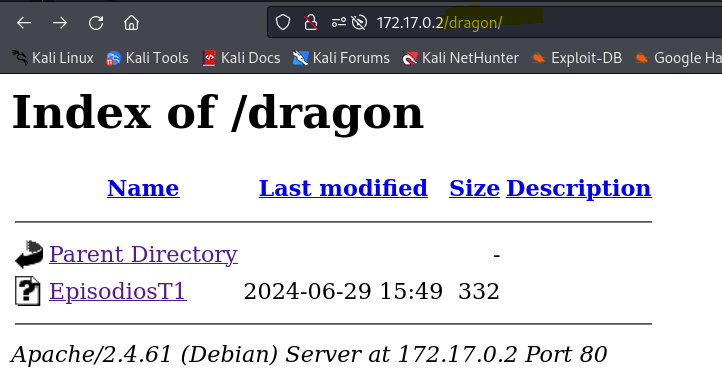 172.17.0.2/dragon/
Kali Linux Kali Tools Kali Docs Kali Forums Kali NetHunter Exploit-DB Google Ha
Index of /dragon
Name Last modified Size Description
Parent Directory -
EpisodiosT1 2024-06-29 15:49 332
Apache/2.4.61 (Debian) Server at 172.17.0.2 Port 80